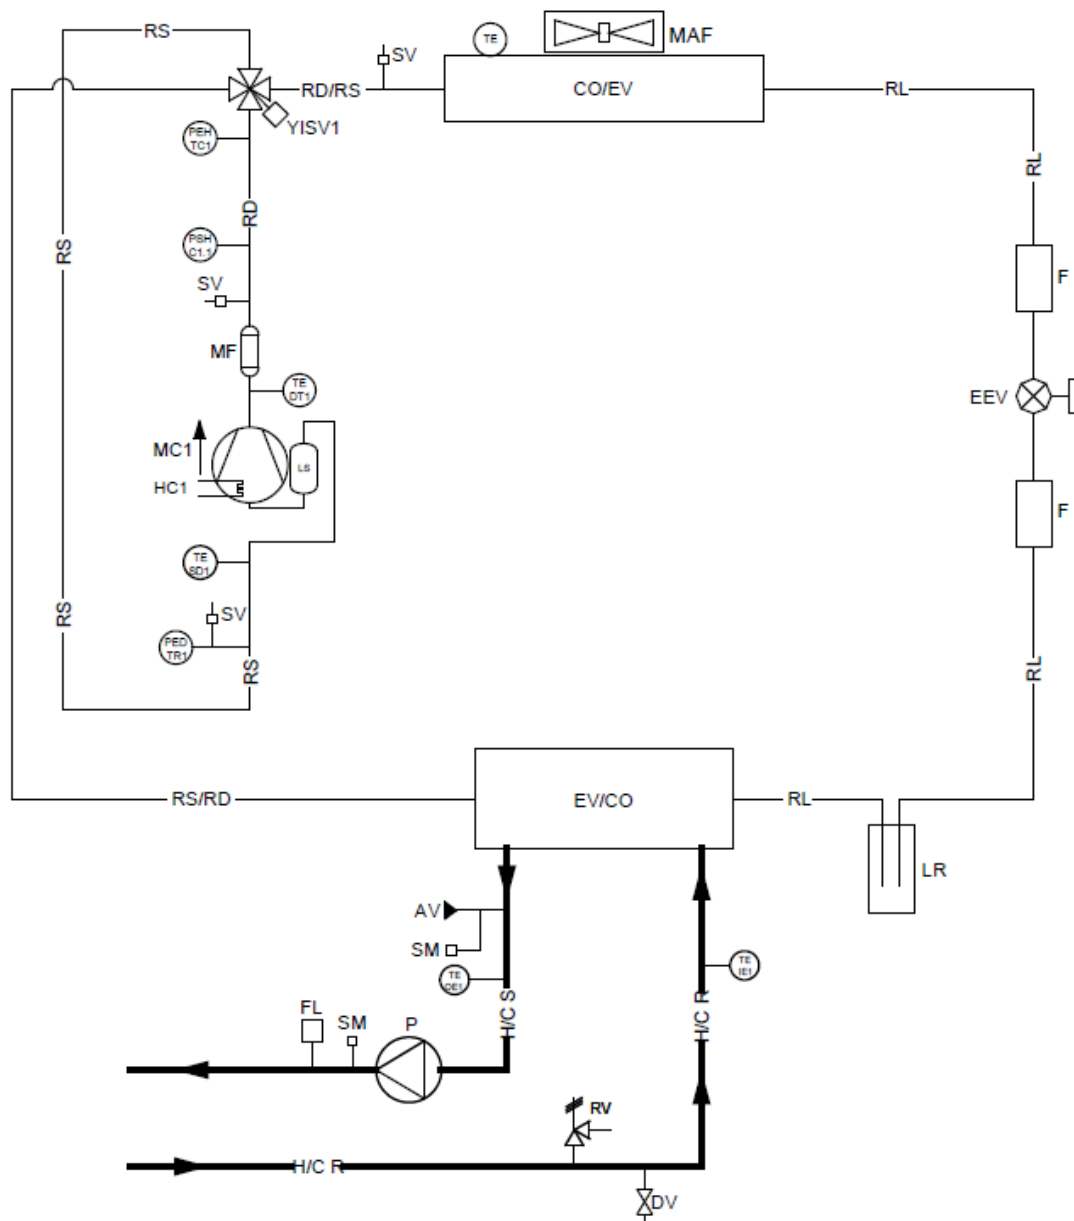 RS
SV
TE
MAF
RD/RS
CO/EV
RL
YISV1
PEH
TC1
RL
RD
RS
PSH
C1.1
F
SV
MF
TE
DT1
EEV
MC1
LS
HC1
F
TE
SD1
RS
SV
PED
TR1
RS
RL
RS/RD
EV/CO
RL
LR
AV
SM
TE
OE1
TE
IE1
H/C S
H/C R
FL
SM
P
RV
H/C R
DV